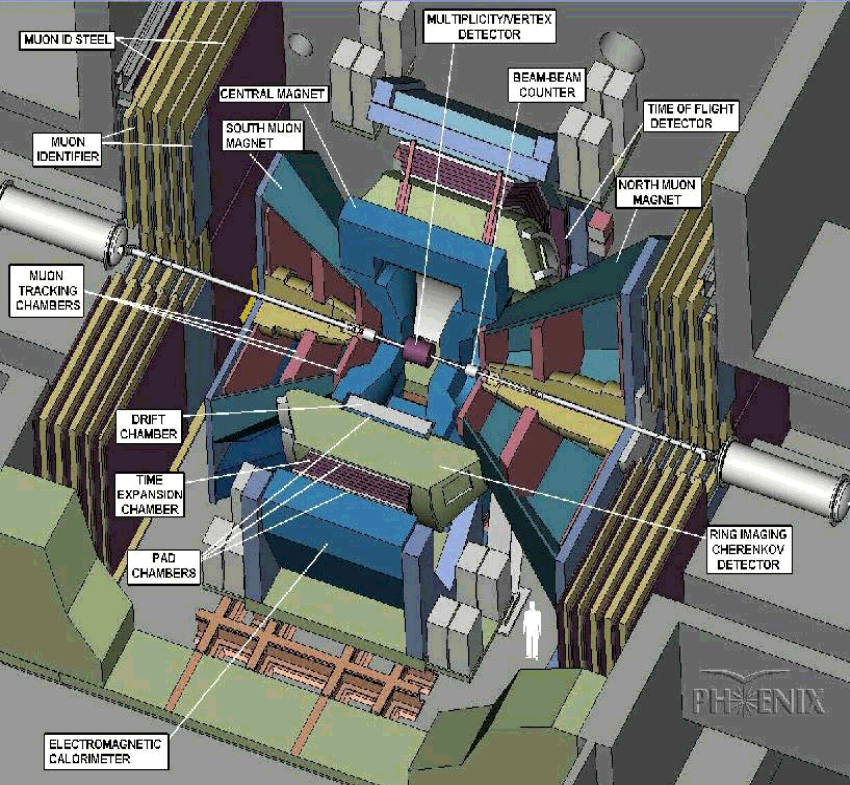 MULTIPLICITY/VERTEX
DETECTOR
MUON ID STEEL
BEAM-BEAM
COUNTER
CENTRAL MAGNET
TIME OF FLIGHT
DETECTOR
SOUTH MUON
MAGNET
MUON
IDENTIFIER
NORTH MUON
MAGNET
MUON
TRACKING
CHAMBERS
DRIFT
CHAMBER
TIME
EXPANSION
CHAMBER
PAD
CHAMBERS
RING IMAGING
CHERENKOV
DETECTOR
PHENIX
ELECTROMAGNETIC
CALORIMETER